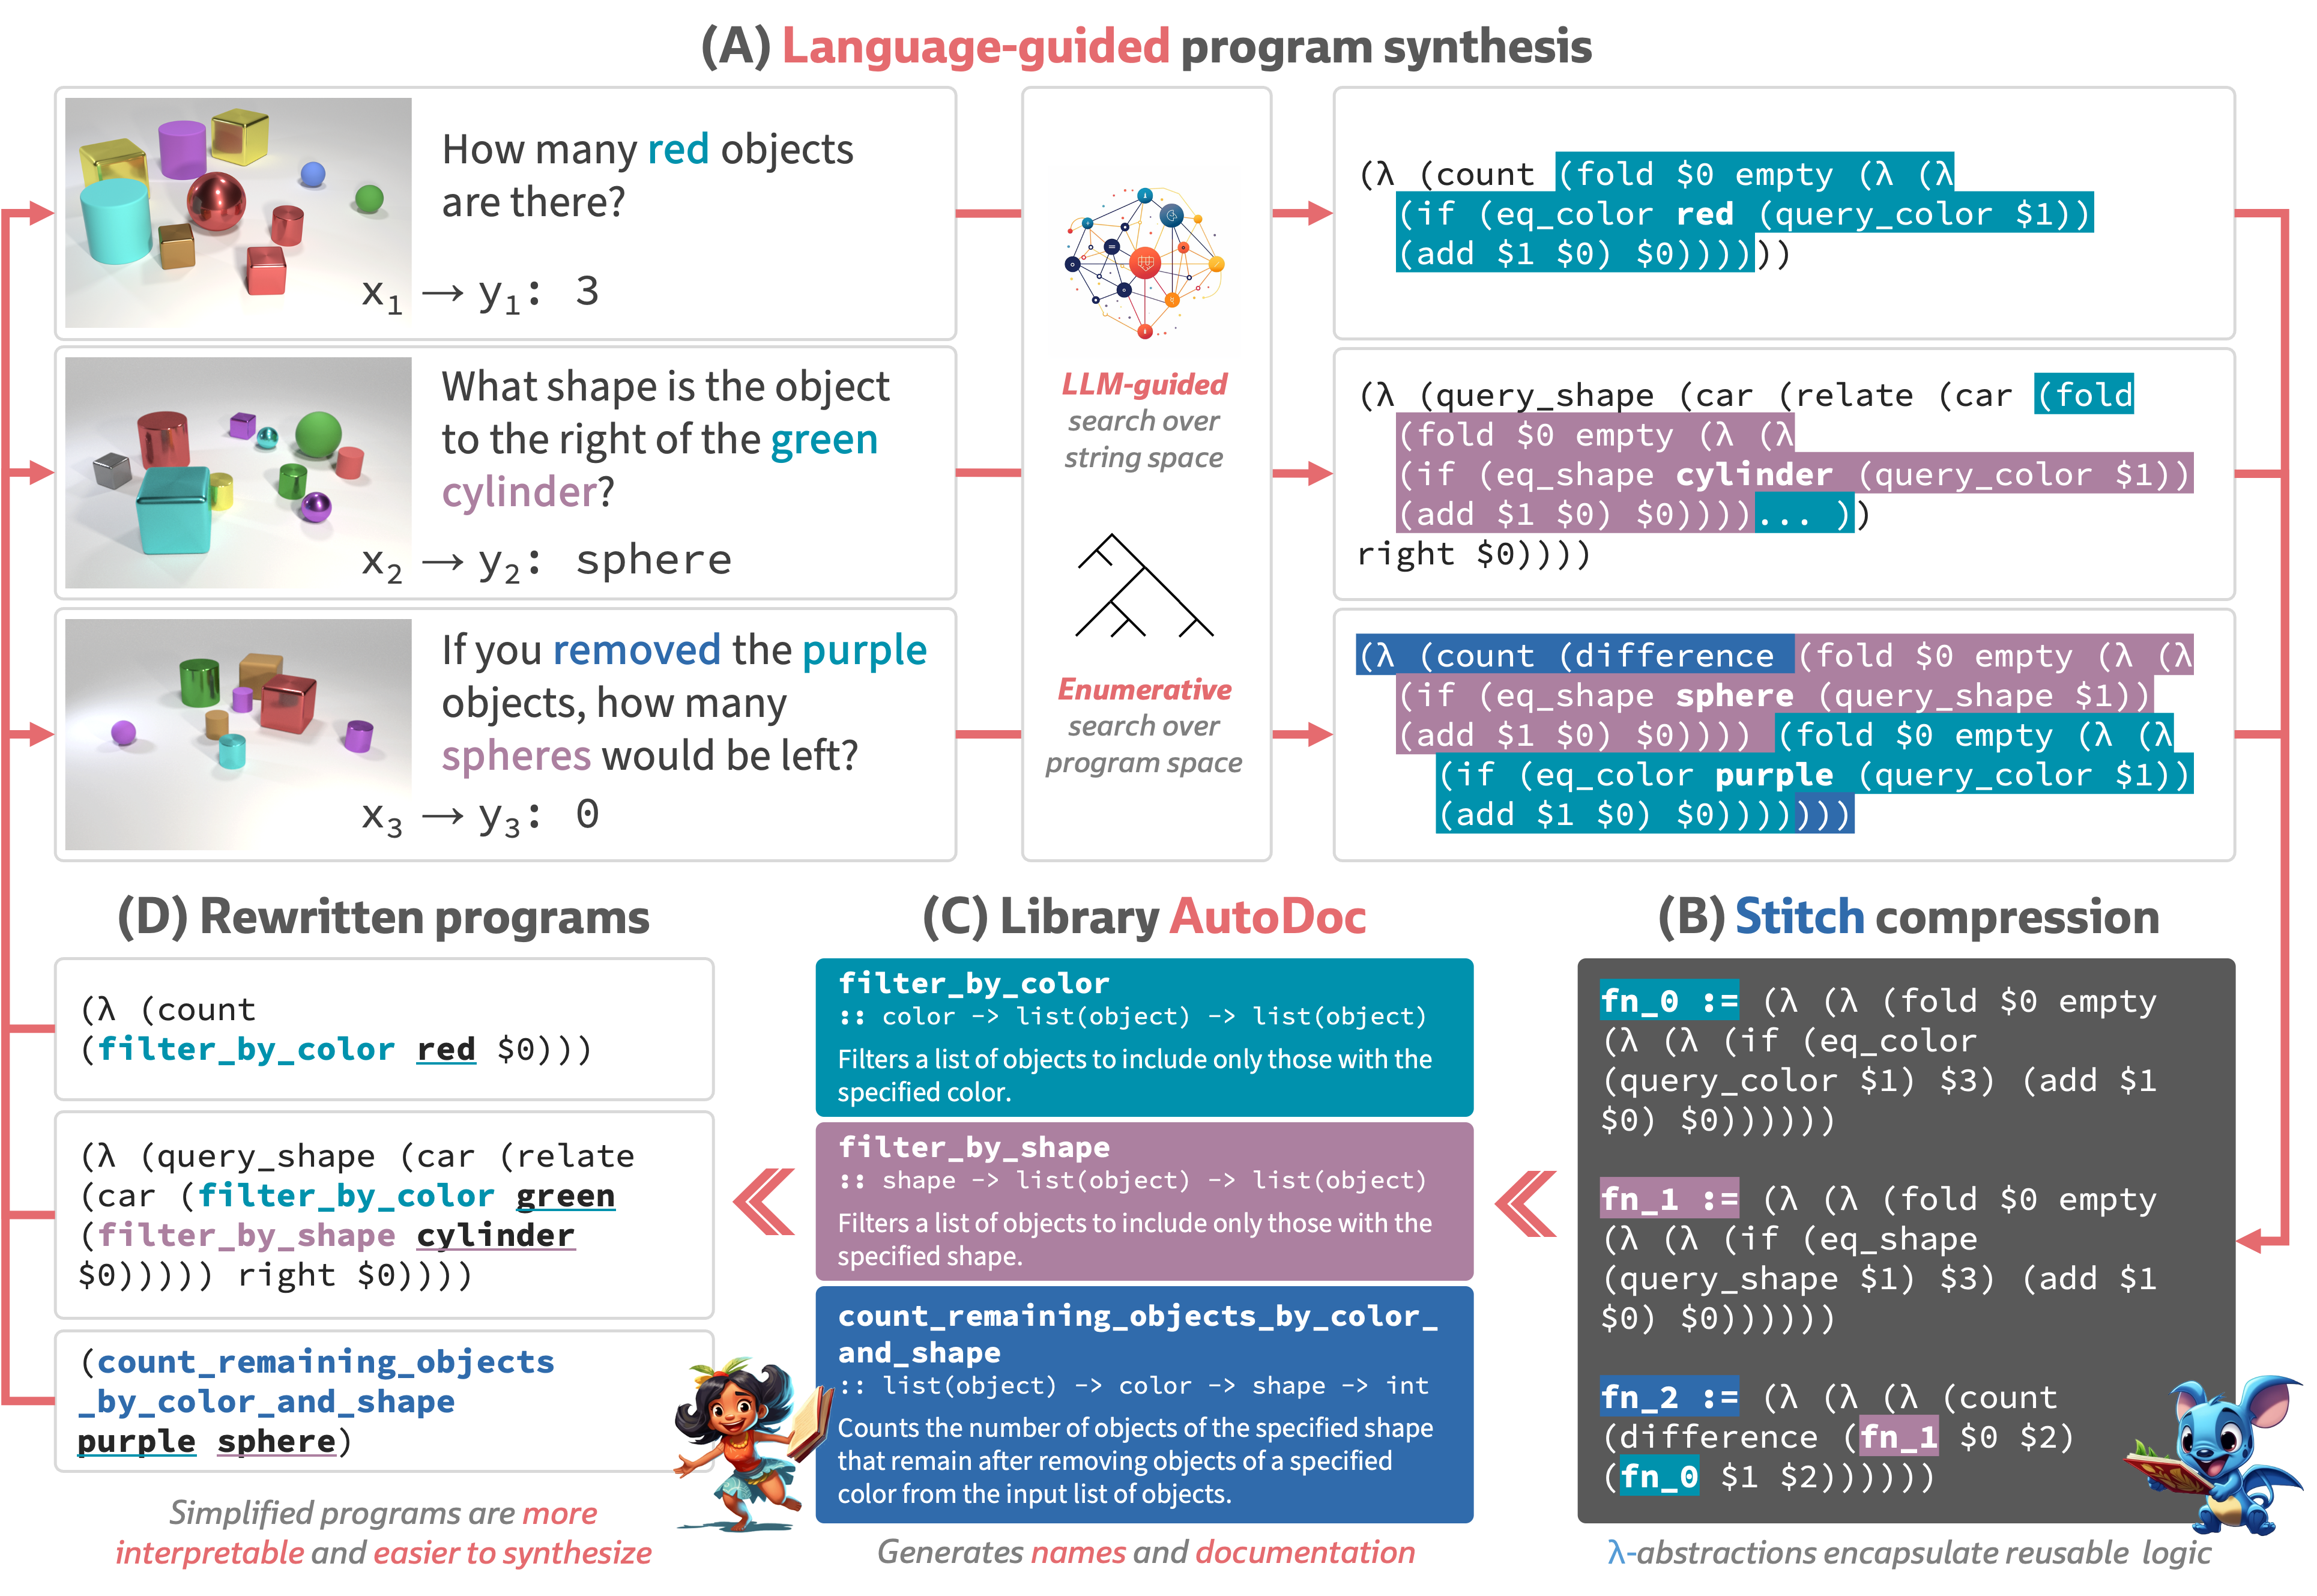 (A) Language-guided program synthesis
How many red objects
are there?
x₁ → y₁: 3
What shape is the object
to the right of the green
cylinder?
x₂ → y₂: sphere
If you removed the purple
objects, how many
spheres would be left?
x₃ → y₃: 0
LLM-guided
search over
string space
Enumerative
search over
program space
(λ (count (fold $0 empty (λ (λ
(if (eq_color red (query_color $1))
(add $1 $0) $0))))))
(λ (query_shape (car (relate (car (fold
(fold $0 empty (λ (λ
(if (eq_shape cylinder (query_color $1))
(add $1 $0) $0))))... ))
right $0))))
(λ (count (difference (fold $0 empty (λ (λ
(if (eq_shape sphere (query_shape $1))
(add $1 $0) $0)))) (fold $0 empty (λ (λ
(if (eq_color purple (query_color $1))
(add $1 $0) $0)))))))
(D) Rewritten programs
(λ (count
(filter_by_color red $0)))
(λ (query_shape (car (relate
(car (filter_by_color green
(filter_by_shape cylinder
$0))))) right $0))))
(count_remaining_objects
_by_color_and_shape
purple sphere)
Simplified programs are more
interpretable and easier to synthesize
(C) Library AutoDoc
filter_by_color
:: color -> list(object) -> list(object)
Filters a list of objects to include only those with the
specified color.
filter_by_shape
:: shape -> list(object) -> list(object)
Filters a list of objects to include only those with the
specified shape.
count_remaining_objects_by_color_
and_shape
:: list(object) -> color -> shape -> int
Counts the number of objects of the specified shape
that remain after removing objects of a specified
color from the input list of objects.
Generates names and documentation
(B) Stitch compression
fn_0 := (λ (λ (fold $0 empty
(λ (λ (if (eq_color
(query_color $1) $3) (add $1
$0) $0))))))
fn_1 := (λ (λ (fold $0 empty
(λ (λ (if (eq_shape
(query_shape $1) $3) (add $1
$0) $0))))))
fn_2 := (λ (λ (λ (count
(difference (fn_1 $0 $2)
(fn_0 $1 $2))))))
λ-abstractions encapsulate reusable logic